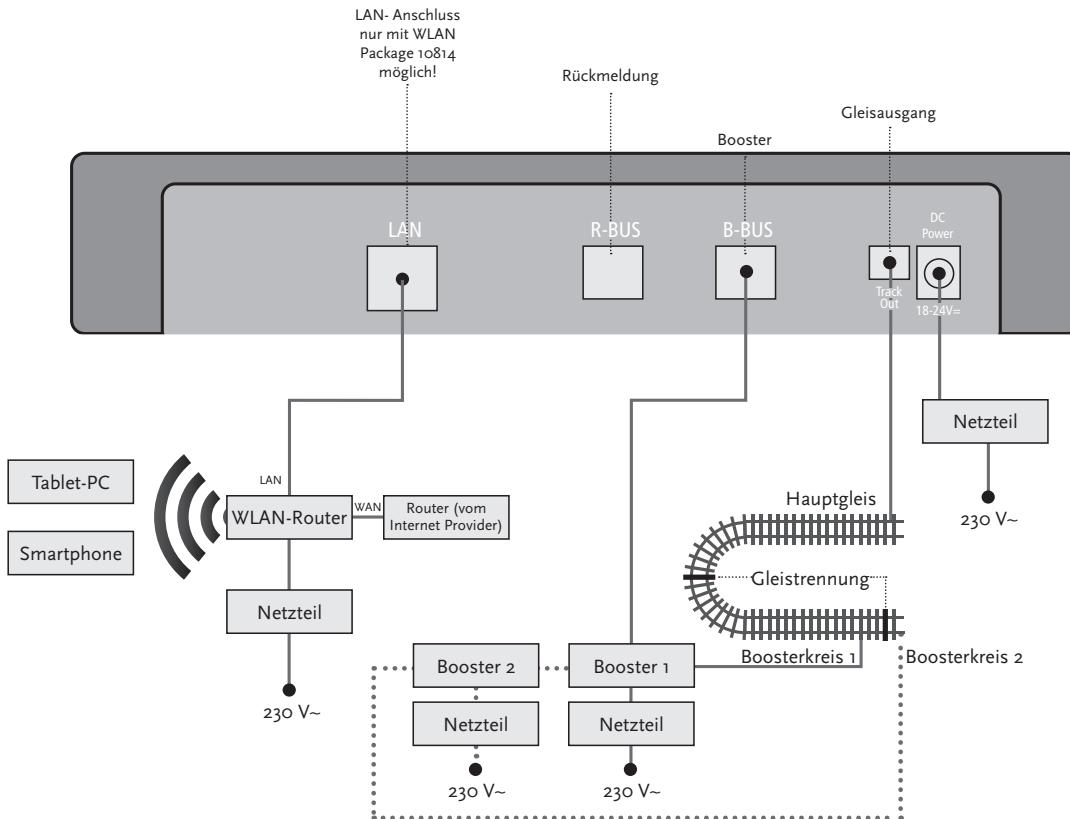 LAN- Anschluss
nur mit WLAN
Package 10814
möglich!
Rückmeldung
Gleisausgang
Booster
LAN
R-BUS
B-BUS
DC
Power
Track
Out
18-24V=
Netzteil
230 V~
Tablet-PC
Smartphone
LAN
WLAN-Router
WAN
Router (vom
Internet Provider)
Netzteil
230 V~
Hauptgleis
Gleistrennung
Boosterkreis 1
Boosterkreis 2
Booster 2
Booster 1
Netzteil
Netzteil
230 V~
230 V~